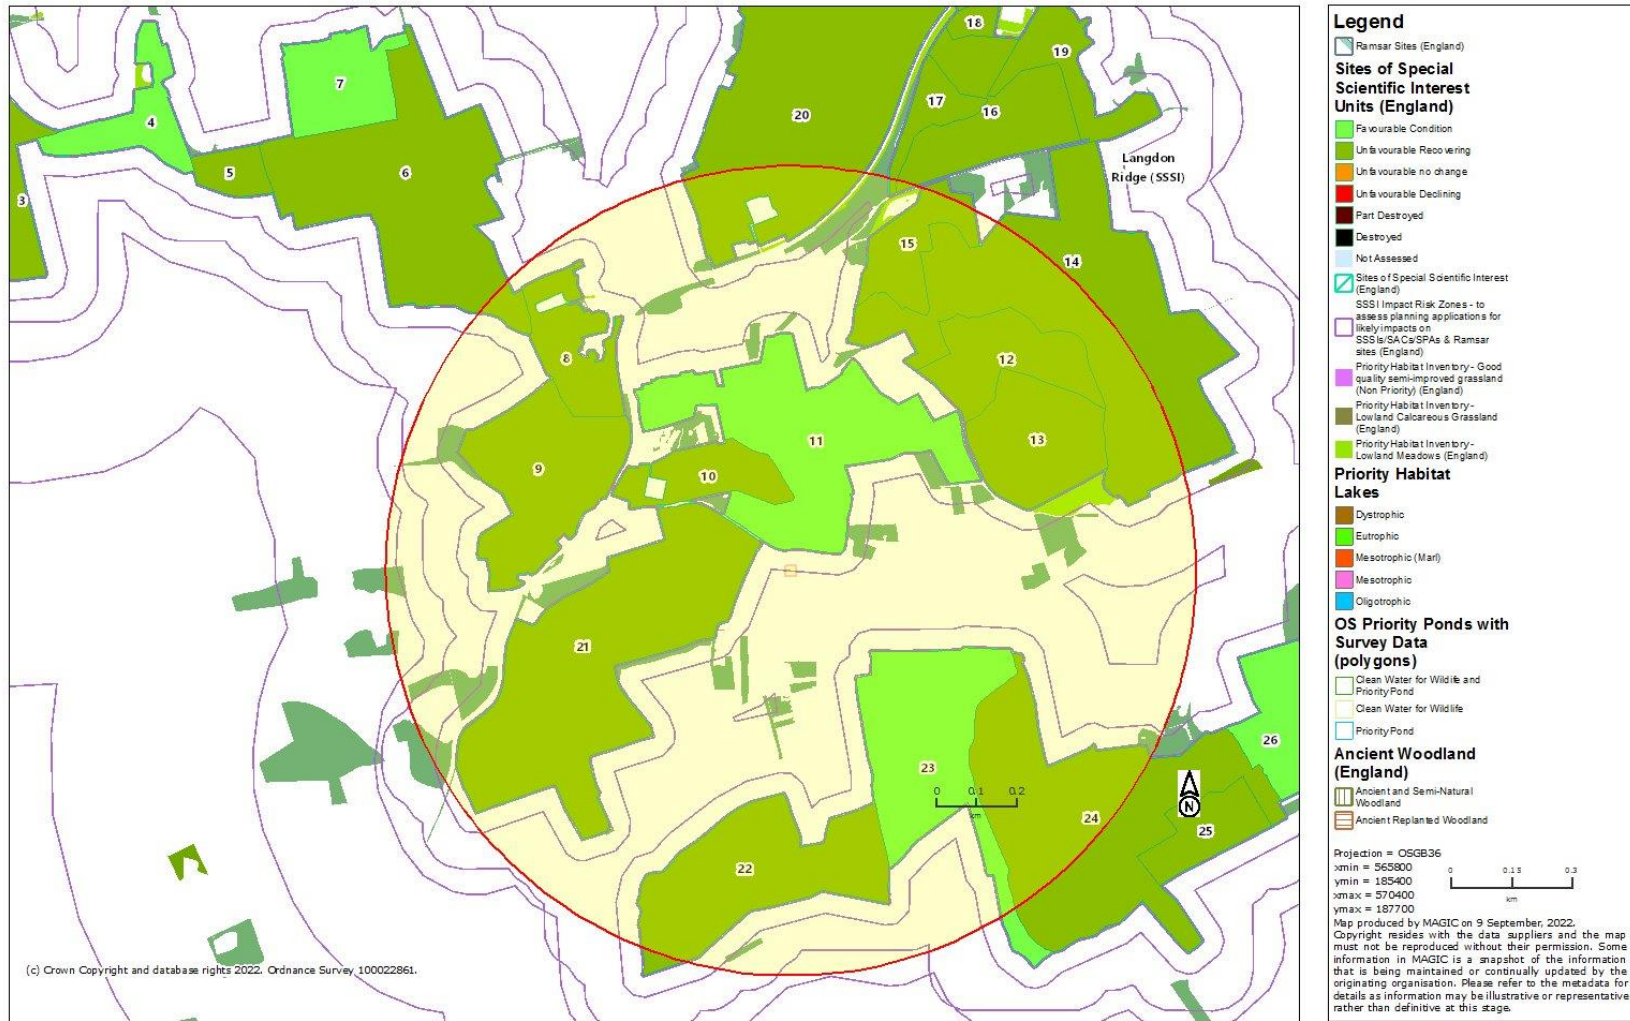 18
7
19
17
4
20
16
Langdon
Ridge (SSSI)
5
6
3
15
14
8
12
11
13
9
10
21
26
23
0 0.1 0.2
km
N
24
25
22
(c) Crown Copyright and database rights 2022. Ordnance Survey 100022861.
Legend
Ramsar Sites (England)
Sites of Special
Scientific Interest
Units (England)
Favourable Condition
Unfavourable Recovering
Unfavourable no change
Unfavourable Declining
Part Destroyed
Destroyed
Not Assessed
Sites of Special Scientific Interest
(England)
SSSI Impact Risk Zones - to
assess planning applications for
likely impacts on
SSSIs/SACs/SPAs & Ramsar
sites (England)
Priority Habitat Inventory - Good
quality semi-improved grassland
(Non Priority) (England)
Priority Habitat Inventory -
Lowland Calcareous Grassland
(England)
Priority Habitat Inventory -
Lowland Meadows (England)
Priority Habitat
Lakes
Dystrophic
Eutrophic
Mesotrophic (Marl)
Mesotrophic
Oligotrophic
OS Priority Ponds with
Survey Data
(polygons)
Clean Water for Wildlife and
Priority Pond
Clean Water for Wildlife
Priority Pond
Ancient Woodland
(England)
Ancient and Semi-Natural
Woodland
Ancient Replanted Woodland
Projection = OSGB36
xmin = 565800
ymin = 185400
xmax = 570400
ymax = 187700
0 0.15 0.3
km
Map produced by MAGIC on 9 September, 2022.
Copyright resides with the data suppliers and the map
must not be reproduced without their permission. Some
information in MAGIC is a snapshot of the information
that is being maintained or continually updated by the
originating organisation. Please refer to the metadata for
details as information may be illustrative or representative
rather than definitive at this stage.